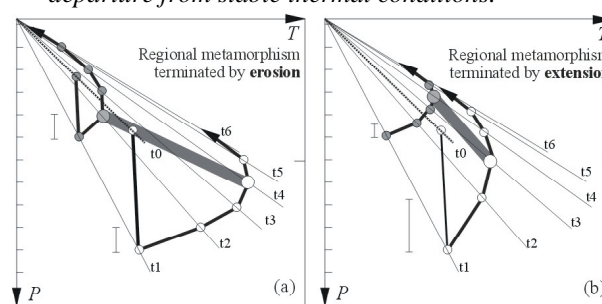 departure from stable thermal conditions.
T
Regional metamorphism
terminated by erosion
t0
t6
t5
t4
t3
t2
t1
P
(a)
T
Regional metamorphism
terminated by extension
t0
t6
t5
t4
t3
t2
t1
P
(b)